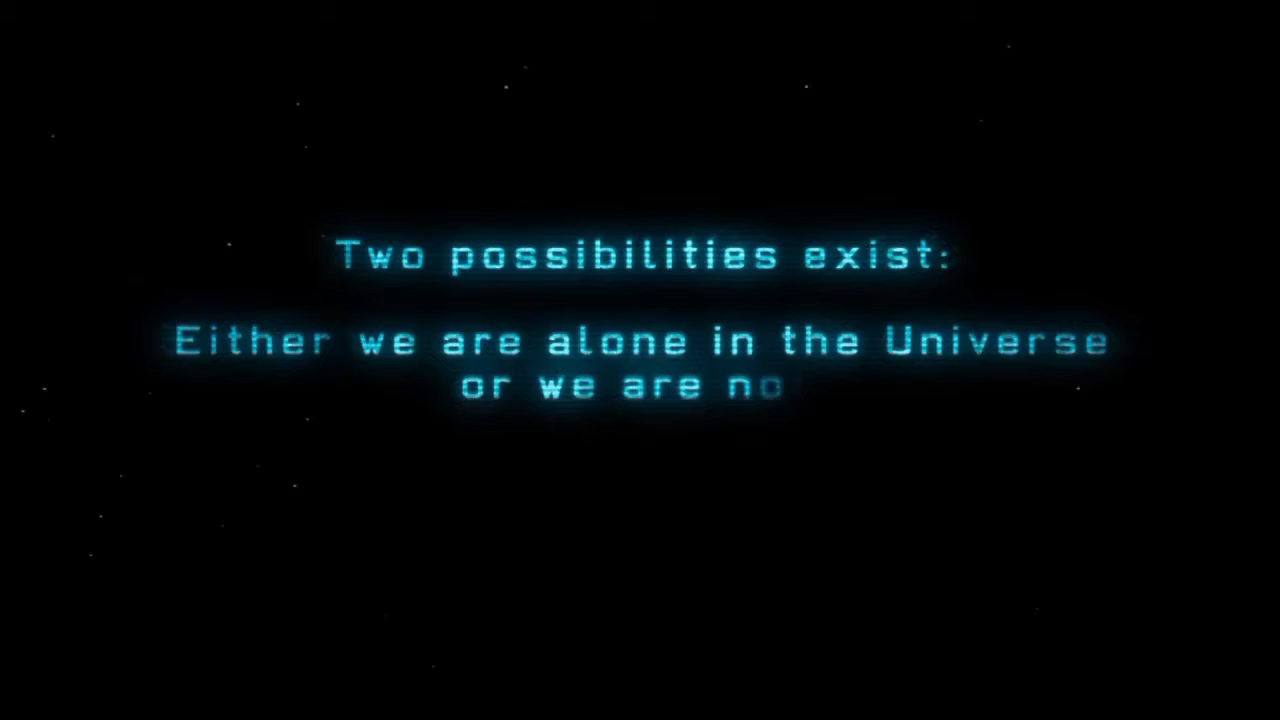 Two possibilities exist:
Either we are alone in the Universe
or we are no